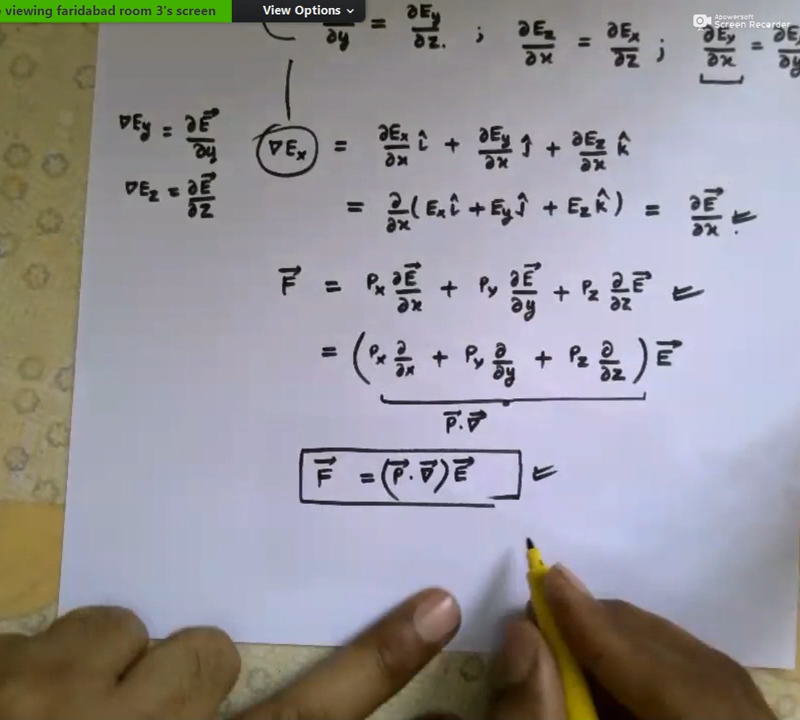 viewing faridabad room 3's screen View Options
Apowersoft
Screen Recorder
∂y = ∂Ey/∂z. ; ∂Ez/∂x = ∂Ex/∂z ; ∂Ey/∂x = ∂Ex/∂y
∇Ey = ∂E⃗/∂y
∇Ez = ∂E⃗/∂z
∇Ex = ∂Ex/∂x î + ∂Ey/∂x ĵ + ∂Ez/∂x k̂
= ∂/∂x (Ex î + Ey ĵ + Ez k̂) = ∂E⃗/∂x.
F⃗ = Px ∂E⃗/∂x + Py ∂E⃗/∂y + Pz ∂/∂z E⃗
= (Px ∂/∂x + Py ∂/∂y + Pz ∂/∂z) E⃗
P⃗.∇⃗
F⃗ = (P⃗.∇⃗)E⃗